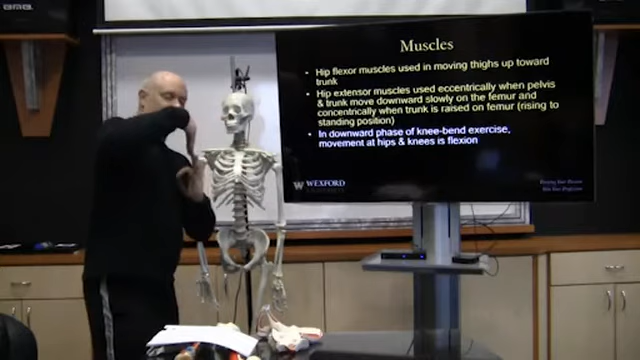 Muscles
• Hip flexor muscles used in moving thighs up toward
trunk
• Hip extensor muscles used eccentrically when pelvis
& trunk move downward slowly on the femur and
concentrically when trunk is raised on femur (rising to
standing position)
• In downward phase of knee-bend exercise,
movement at hips & knees is flexion
W WEXFORD
UNIVERSITY